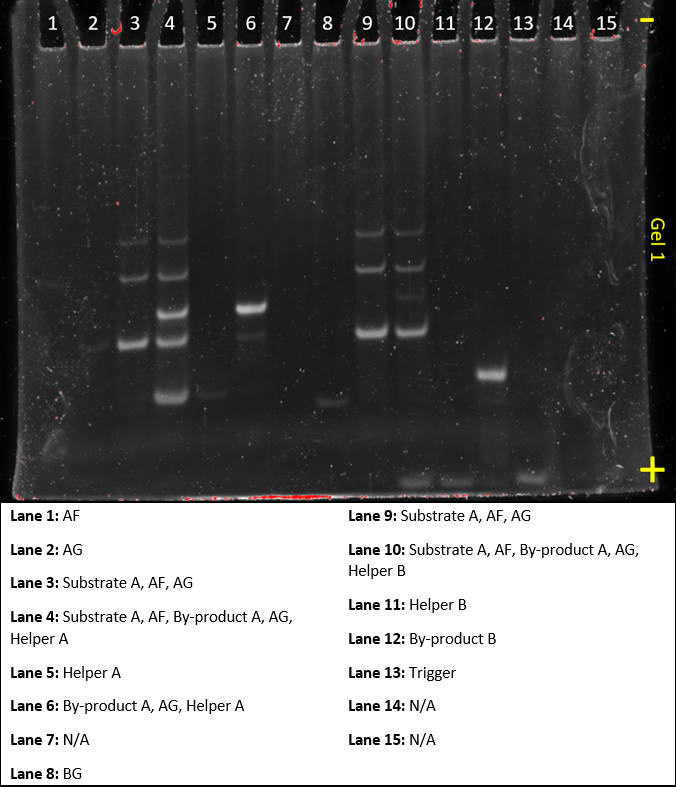 1 2 3 4 5 6 7 8 9 10 11 12 13 14 15 −
Gel 1
+
Lane 1: AF
Lane 2: AG
Lane 3: Substrate A, AF, AG
Lane 4: Substrate A, AF, By-product A, AG,
Helper A
Lane 5: Helper A
Lane 6: By-product A, AG, Helper A
Lane 7: N/A
Lane 8: BG
Lane 9: Substrate A, AF, AG
Lane 10: Substrate A, AF, By-product A, AG,
Helper B
Lane 11: Helper B
Lane 12: By-product B
Lane 13: Trigger
Lane 14: N/A
Lane 15: N/A